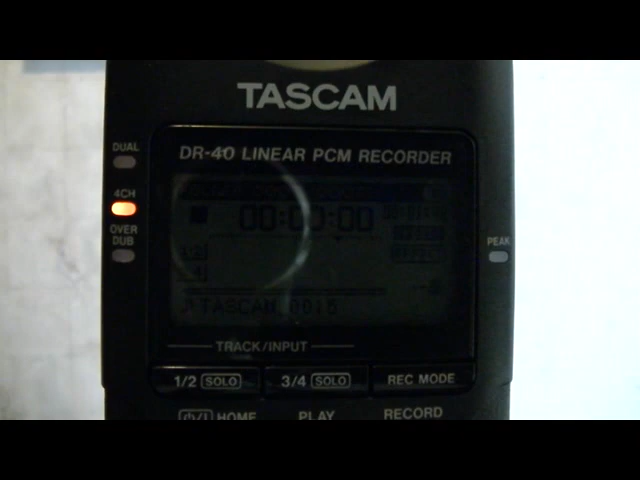 TASCAM
DR-40 LINEAR PCM RECORDER
DUAL
4CH
OVER
DUB
PEAK
00:00:00
TASCAM_0015
TRACK/INPUT
1/2 SOLO
3/4 SOLO
REC MODE
HOME
PLAY
RECORD